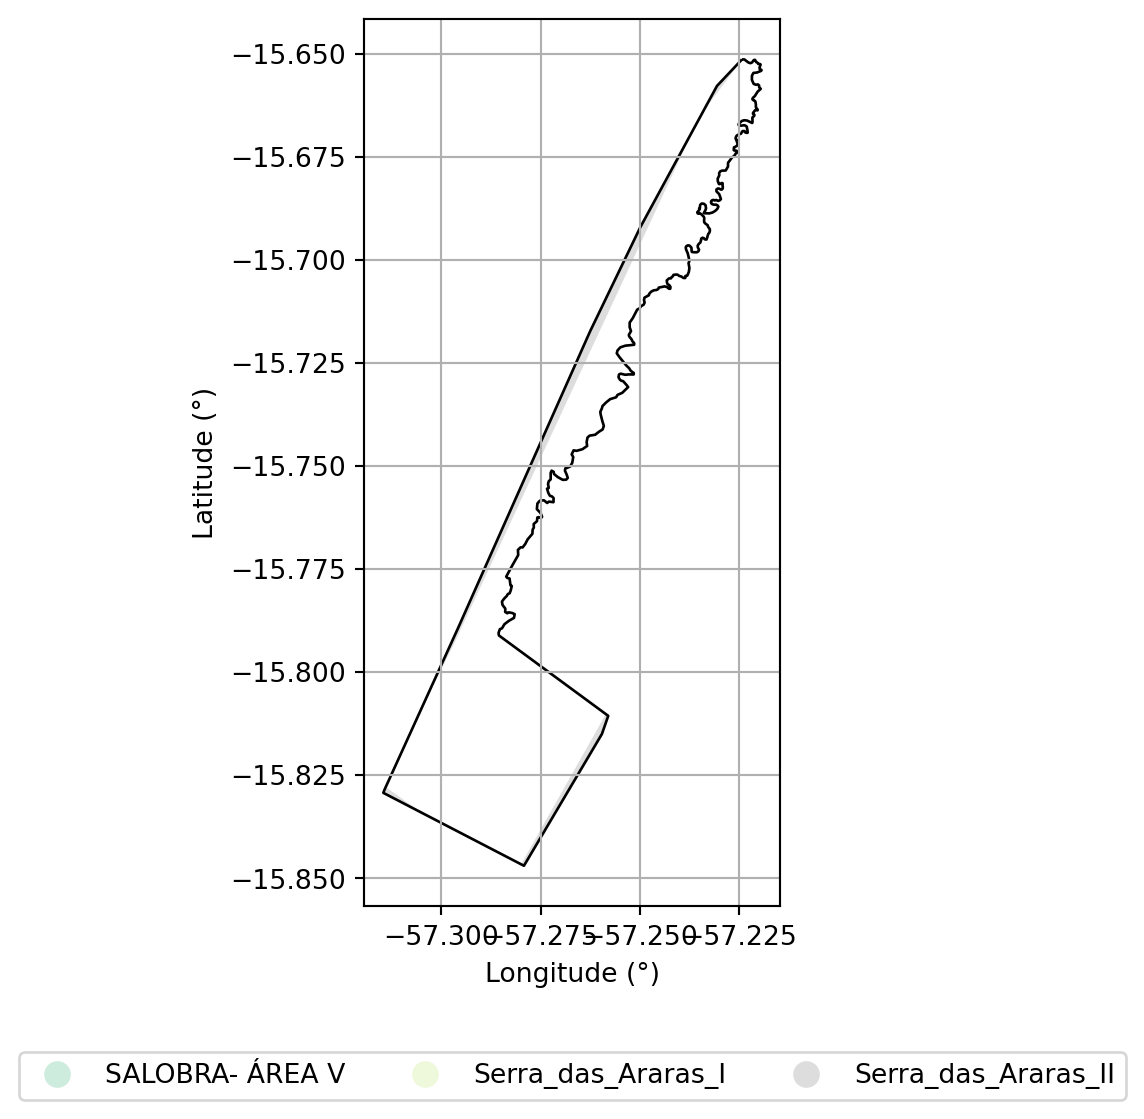 −15.650
−15.675
−15.700
−15.725
−15.750
−15.775
−15.800
−15.825
−15.850
Latitude (°)
−57.300 −57.275 −57.250 −57.225
Longitude (°)
SALOBRA- ÁREA V Serra_das_Araras_I Serra_das_Araras_II